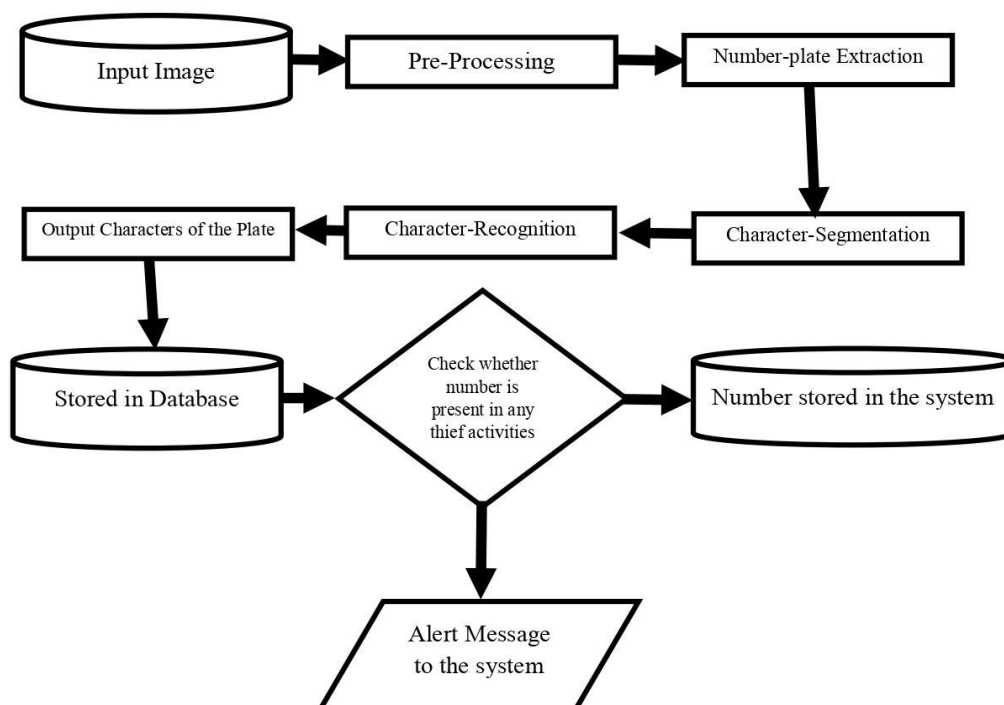 Input Image
Pre-Processing
Number-plate Extraction
Output Characters of the Plate
Character-Recognition
Character-Segmentation
Stored in Database
Check whether
number is
present in any
thief activities
Number stored in the system
Alert Message
to the system